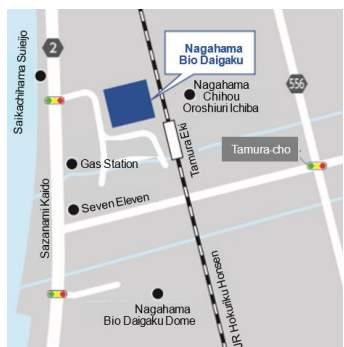 2
Nagahama
Bio Daigaku
Saikachihama Suieijo
Nagahama
Chihou
Oroshiuri Ichiba
556
Tamura Eki
Tamura-cho
Gas Station
Seven Eleven
Sazanami Kaido
Nagahama
Bio Daigaku Dome
JR Hokuriku Honsen